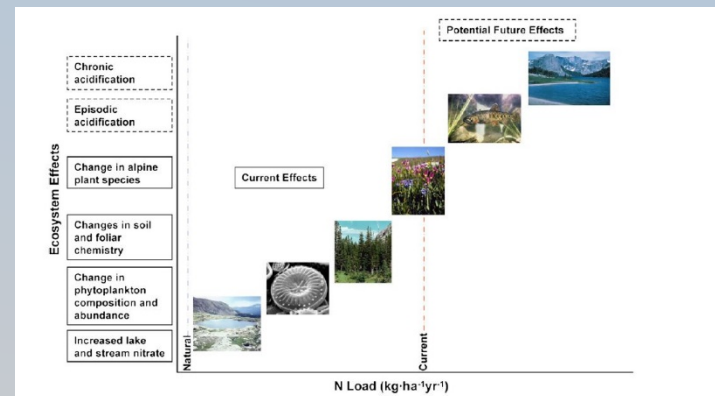 Potential Future Effects
Chronic
acidification
Episodic
acidification
Change in alpine
plant species
Current Effects
Changes in soil
and foliar
chemistry
Change in
phytoplankton
composition and
abundance
Increased lake
and stream nitrate
Ecosystem Effects
Natural
Current
N Load (kg·ha⁻¹yr⁻¹)